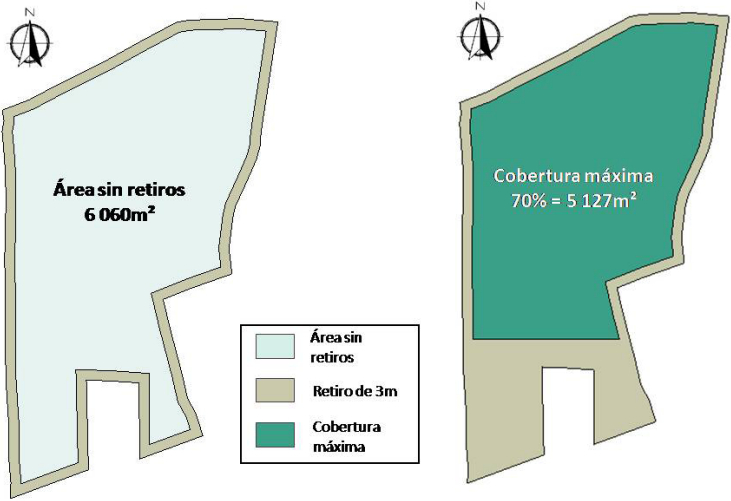 N
N
Área sin retiros
6 060m²
Cobertura máxima
70% = 5 127m²
Área sin
retiros
Retiro de 3m
Cobertura
máxima